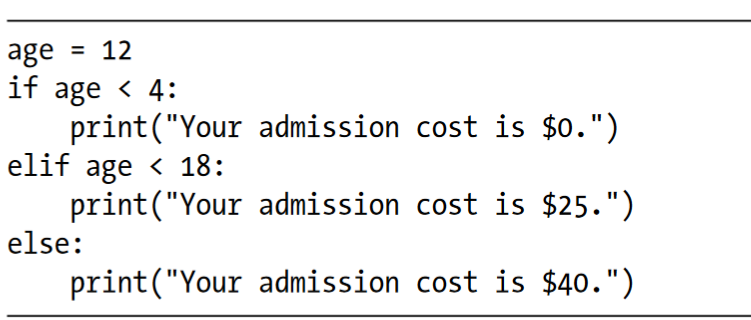 age = 12
if age < 4:
    print("Your admission cost is $0.")
elif age < 18:
    print("Your admission cost is $25.")
else:
    print("Your admission cost is $40.")